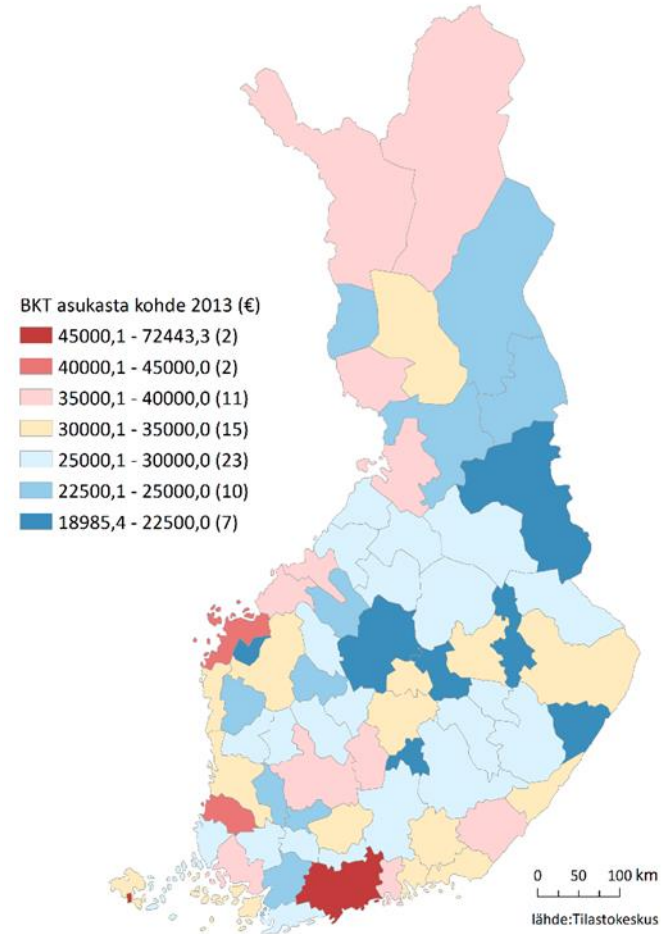 BKT asukasta kohde 2013 (€)
45000,1 - 72443,3 (2)
40000,1 - 45000,0 (2)
35000,1 - 40000,0 (11)
30000,1 - 35000,0 (15)
25000,1 - 30000,0 (23)
22500,1 - 25000,0 (10)
18985,4 - 22500,0 (7)
0 50 100 km
lähde:Tilastokeskus